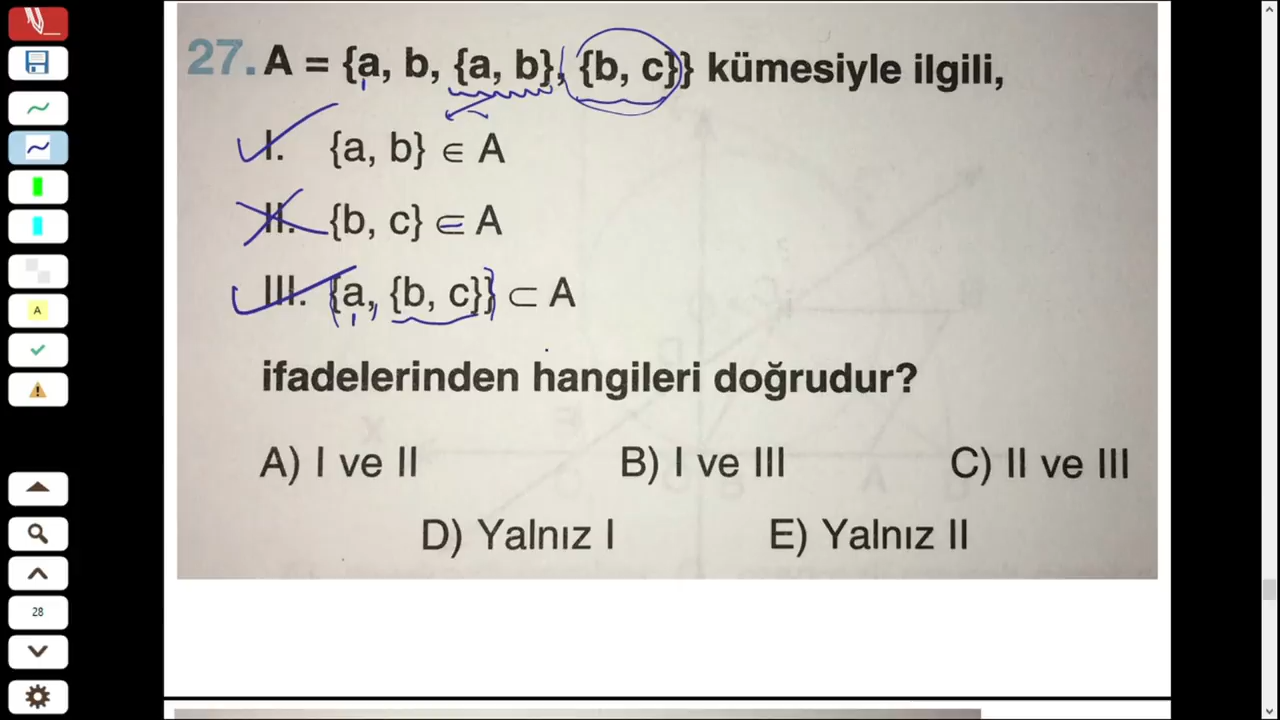 27. A = {a, b, {a, b}, {b, c}} kümesiyle ilgili,
I. {a, b} ∈ A
II. {b, c} ∈ A
III. {a, {b, c}} ⊂ A
ifadelerinden hangileri doğrudur?
A) I ve II B) I ve III C) II ve III
D) Yalnız I E) Yalnız II
A
28